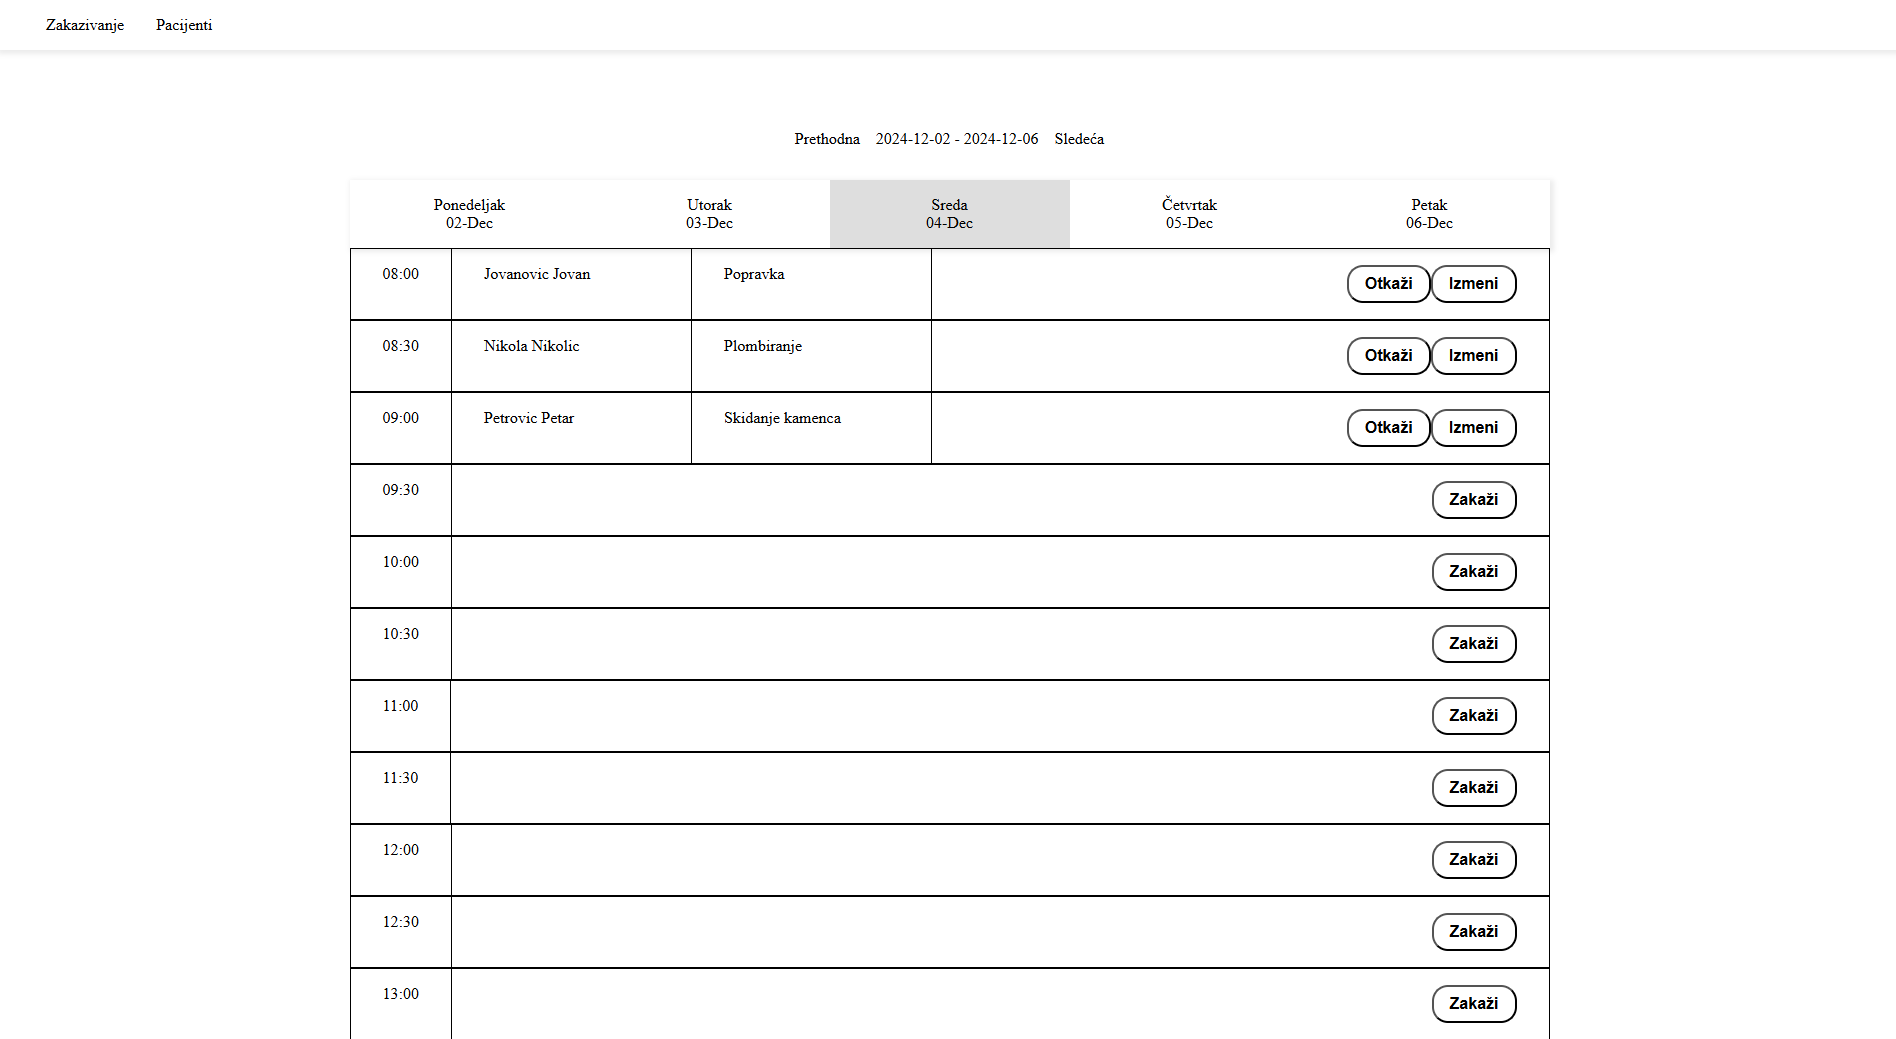 Zakazivanje Pacijenti
Prethodna 2024-12-02 - 2024-12-06 Sledeća
Ponedeljak Utorak Sreda Četvrtak Petak
02-Dec 03-Dec 04-Dec 05-Dec 06-Dec
08:00 Jovanovic Jovan Popravka Otkaži Izmeni
08:30 Nikola Nikolic Plombiranje Otkaži Izmeni
09:00 Petrovic Petar Skidanje kamenca Otkaži Izmeni
09:30 Zakaži
10:00 Zakaži
10:30 Zakaži
11:00 Zakaži
11:30 Zakaži
12:00 Zakaži
12:30 Zakaži
13:00 Zakaži